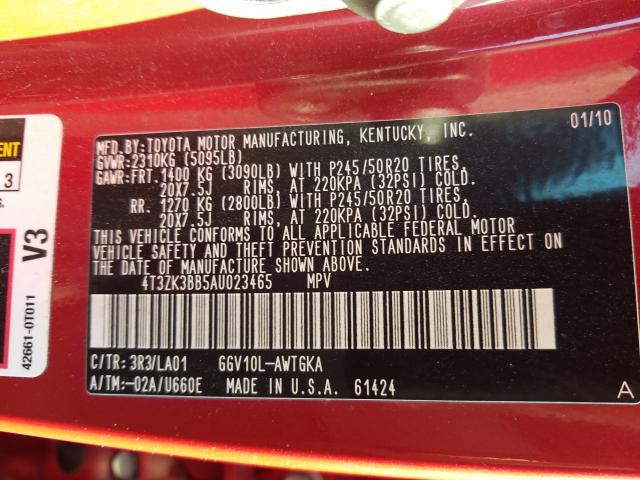 MFD.BY:TOYOTA MOTOR MANUFACTURING, KENTUCKY, INC. 01/10
GVWR:2310KG (5095LB)
GAWR:FRT. 1400 KG (3090LB) WITH P245/50R20 TIRES,
20X7.5J RIMS, AT 220KPA (32PSI) COLD.
RR. 1270 KG (2800LB) WITH P245/50R20 TIRES,
20X7.5J RIMS, AT 220KPA (32PSI) COLD.
THIS VEHICLE CONFORMS TO ALL APPLICABLE FEDERAL MOTOR
VEHICLE SAFETY AND THEFT PREVENTION STANDARDS IN EFFECT ON
THE DATE OF MANUFACTURE SHOWN ABOVE.
4T3ZK3BB5AU023465 MPV
C/TR:3R3/LA01 GGV10L-AWTGKA
A/TM:-02A/U660E MADE IN U.S.A. 61424
A
3
S.
V3
42661-0T011